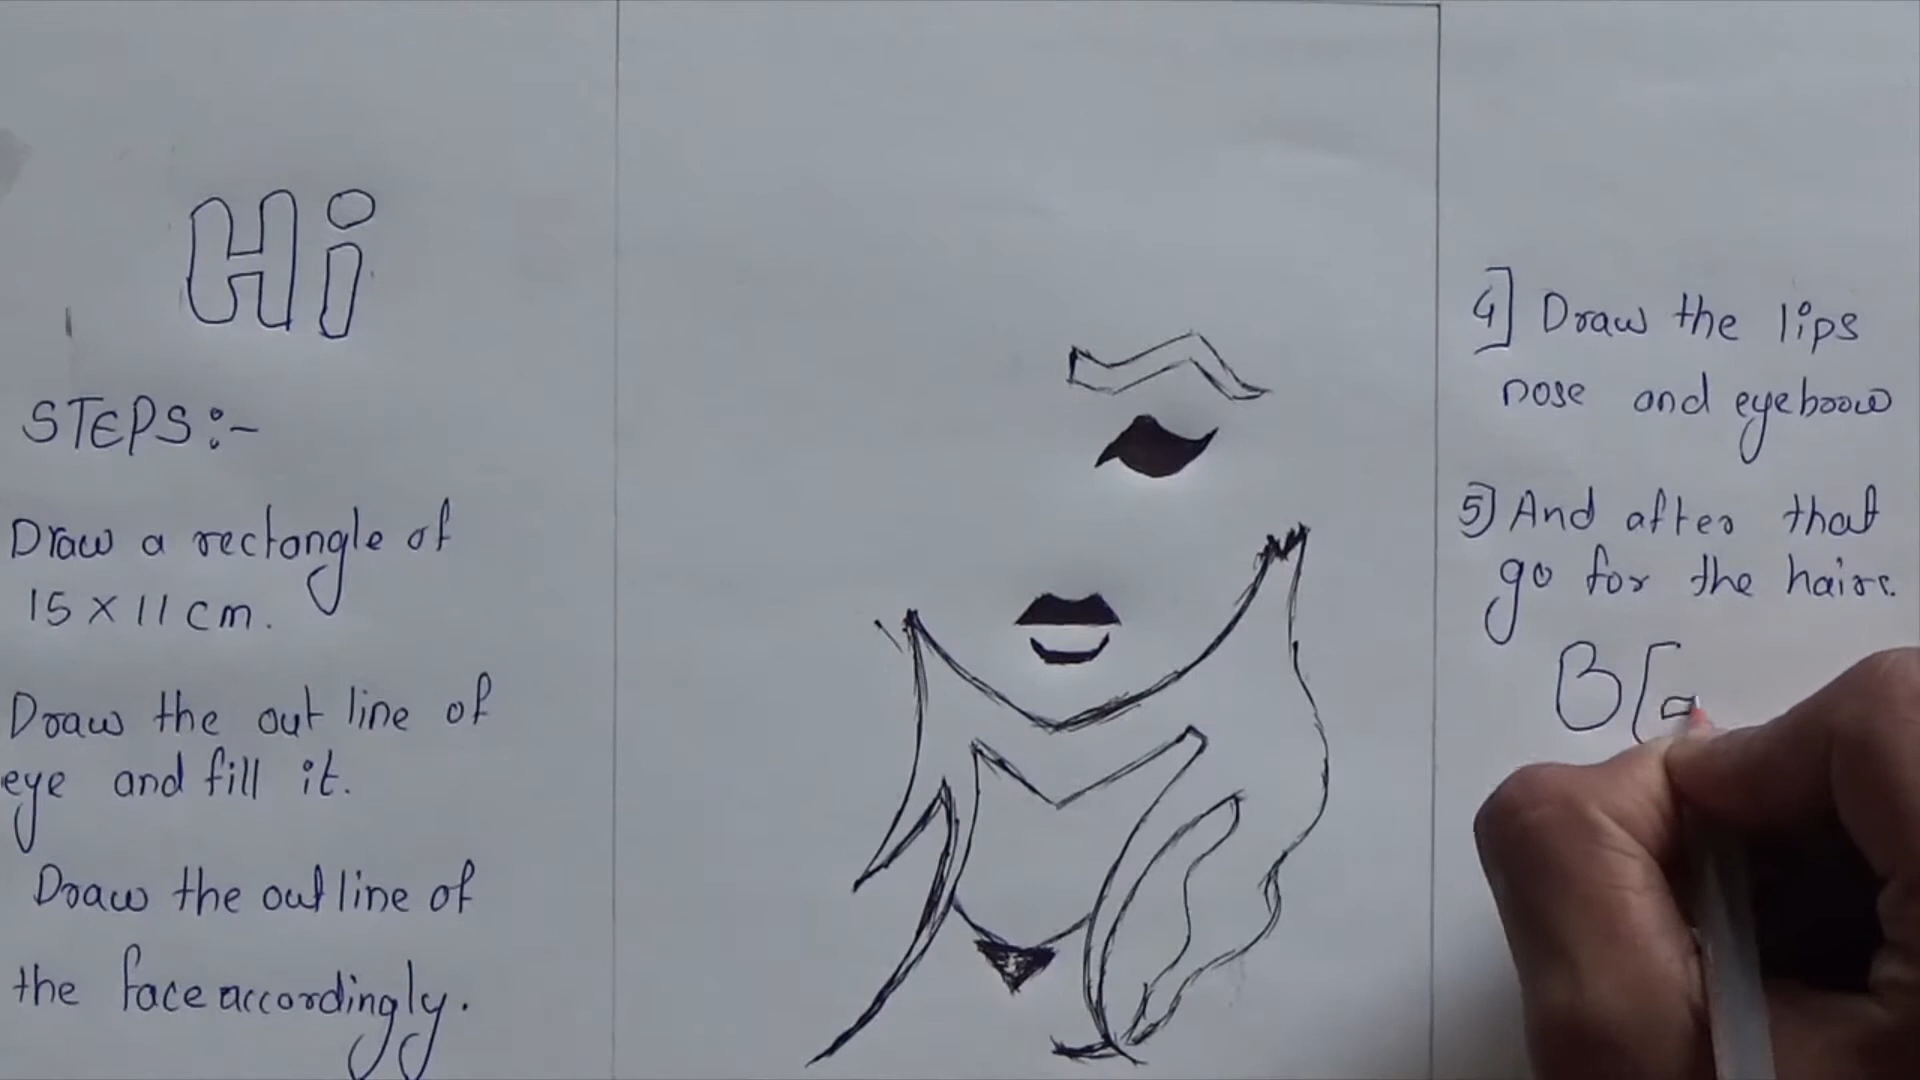 Hi
STEPS:-
Draw a rectangle of
15 x 11 cm.
Draw the out line of
eye and fill it.
Draw the out line of
the face accordingly.
4] Draw the lips
nose and eyebrow
5] And after that
go for the hairs.
B